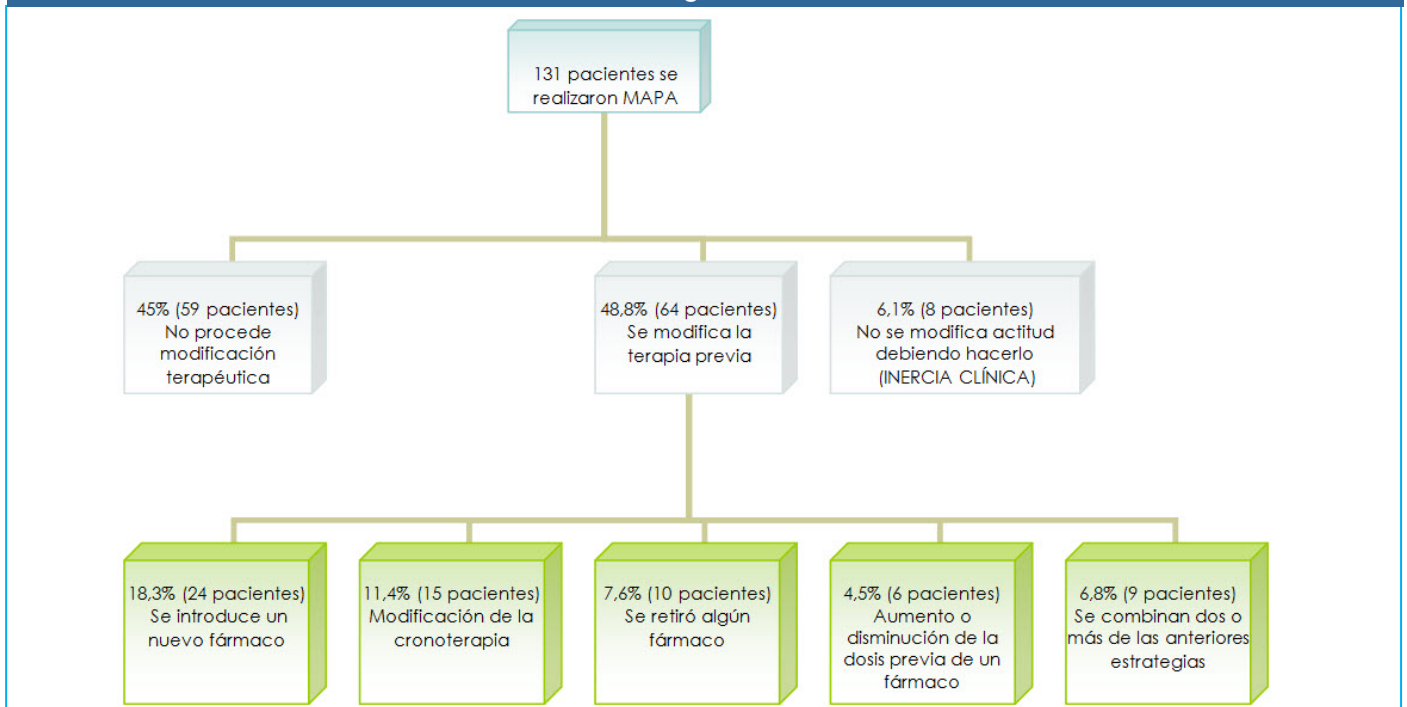 131 pacientes se
realizaron MAPA
45% (59 pacientes)
No procede
modificación
terapéutica
48,8% (64 pacientes)
Se modifica la
terapia previa
6,1% (8 pacientes)
No se modifica actitud
debiendo hacerlo
(INERCIA CLÍNICA)
18,3% (24 pacientes)
Se introduce un
nuevo fármaco
11,4% (15 pacientes)
Modificación de la
cronoterapia
7,6% (10 pacientes)
Se retiró algún
fármaco
4,5% (6 pacientes)
Aumento o
disminución de la
dosis previa de un
fármaco
6,8% (9 pacientes)
Se combinan dos o
más de las anteriores
estrategias